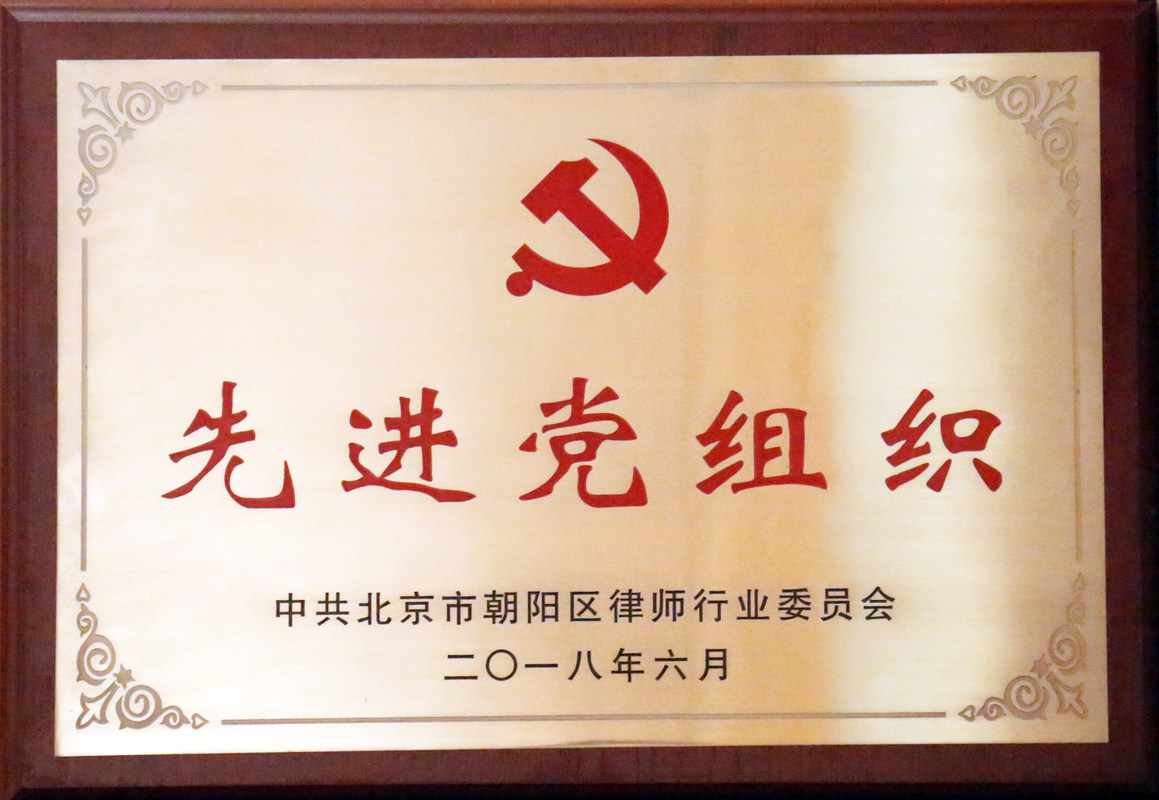 先进党组织
中共北京市朝阳区律师行业委员会
二〇一八年六月